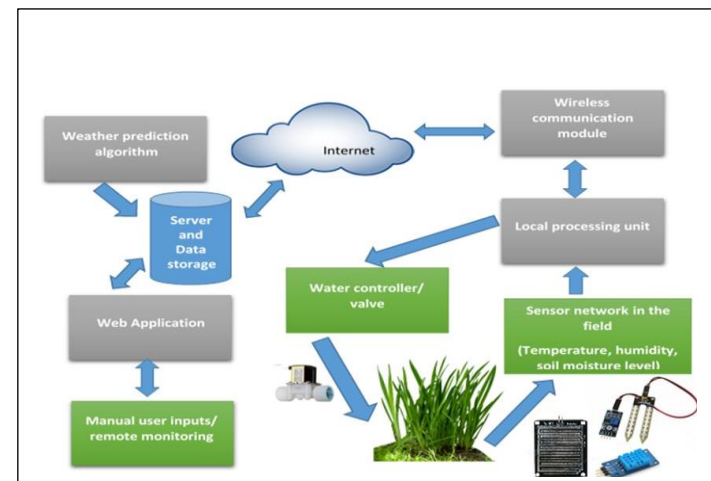 Weather prediction
algorithm
Internet
Wireless
communication
module
Server
and
Data
storage
Local processing unit
Water controller/
valve
Web Application
Sensor network in the
field
(Temperature, humidity,
soil moisture level)
Manual user inputs/
remote monitoring